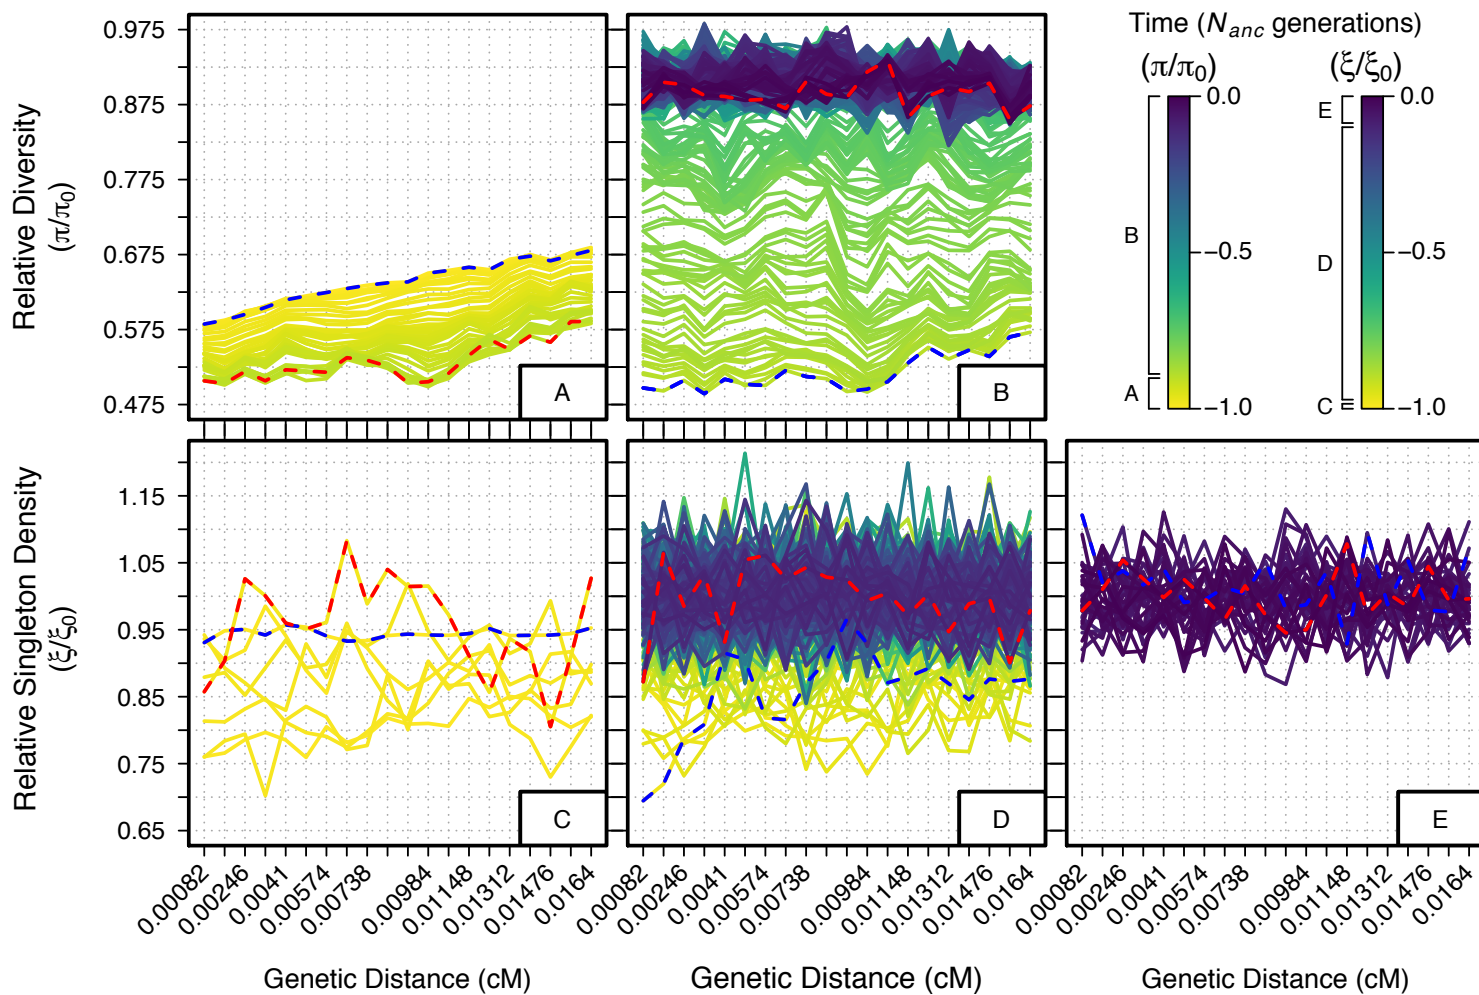 Time (Nanc generations)
(π/π0)
(ξ/ξ0)
0.0
−0.5
−1.0
B
A
0.0
−0.5
−1.0
E
D
C
Relative Diversity
(π/π0)
0.975
0.875
0.775
0.675
0.575
0.475
A
B
Relative Singleton Density
(ξ/ξ0)
1.15
1.05
0.95
0.85
0.75
0.65
C
D
E
0.00082
0.00246
0.0041
0.00574
0.00738
0.00984
0.01148
0.01312
0.01476
0.0164
0.00082
0.00246
0.0041
0.00574
0.00738
0.00984
0.01148
0.01312
0.01476
0.0164
0.00082
0.00246
0.0041
0.00574
0.00738
0.00984
0.01148
0.01312
0.01476
0.0164
Genetic Distance (cM)
Genetic Distance (cM)
Genetic Distance (cM)